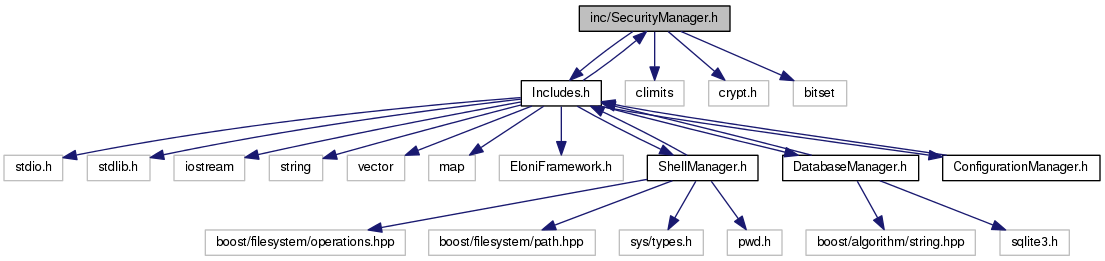 inc/SecurityManager.h
Includes.h
climits
crypt.h
bitset
stdio.h
stdlib.h
iostream
string
vector
map
EloniFramework.h
ShellManager.h
DatabaseManager.h
ConfigurationManager.h
boost/filesystem/operations.hpp
boost/filesystem/path.hpp
sys/types.h
pwd.h
boost/algorithm/string.hpp
sqlite3.h